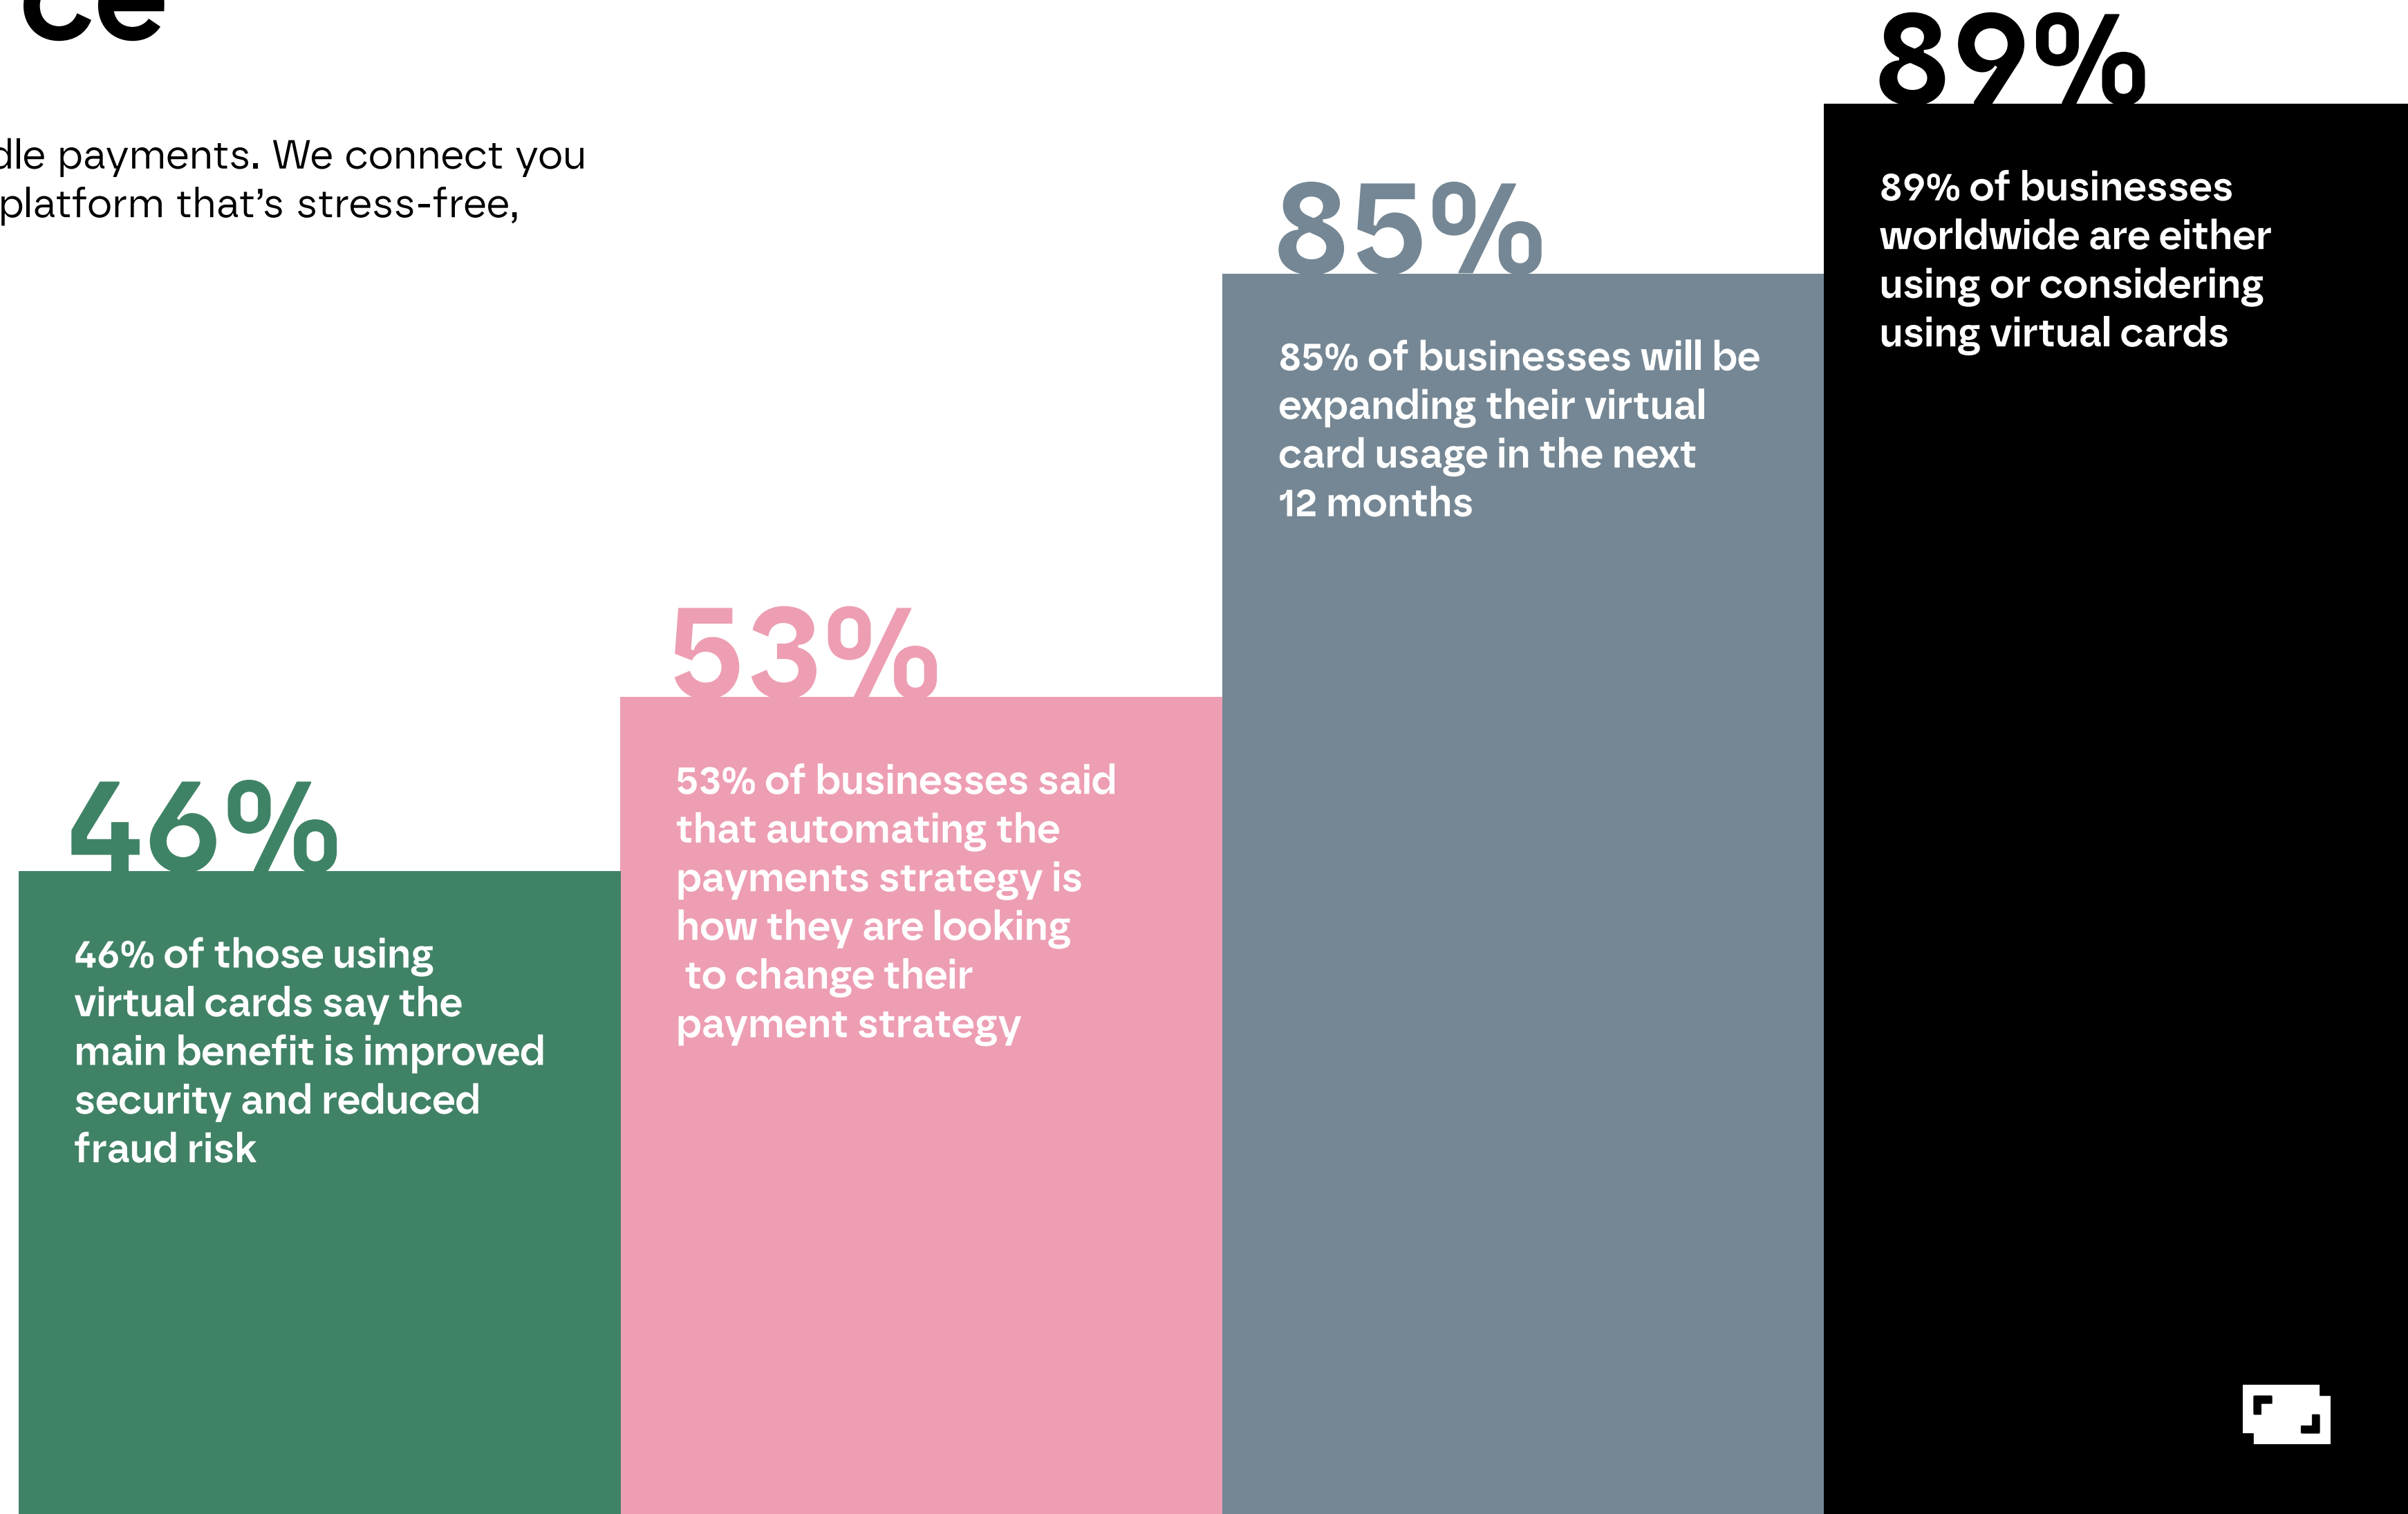 ce
dle payments. We connect you
platform that’s stress-free,
46%
46% of those using
virtual cards say the
main benefit is improved
security and reduced
fraud risk
53%
53% of businesses said
that automating the
payments strategy is
how they are looking
to change their
payment strategy
85%
85% of businesses will be
expanding their virtual
card usage in the next
12 months
89%
89% of businesses
worldwide are either
using or considering
using virtual cards